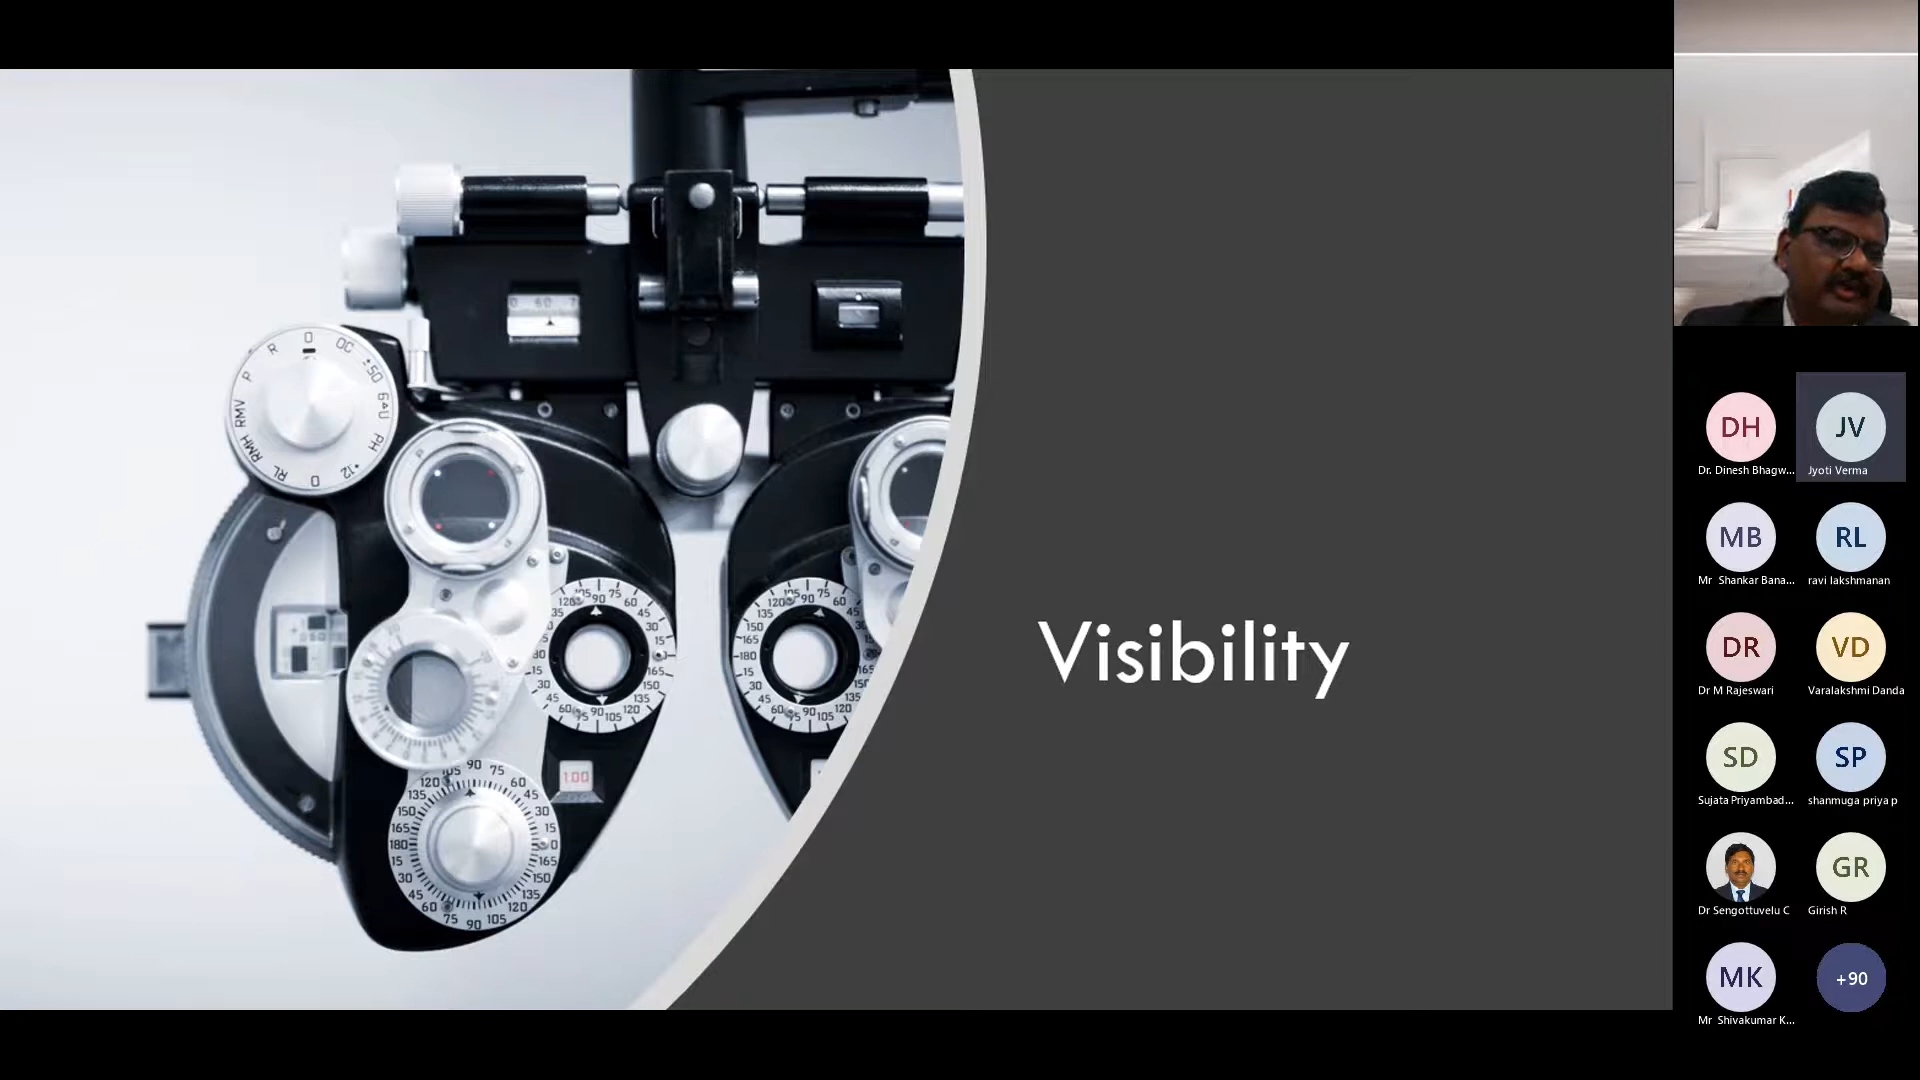 Visibility
DH
Dr. Dinesh Bhagw...
JV
Jyoti Verma
MB
Mr Shankar Bana...
RL
ravi lakshmanan
DR
Dr M Rajeswari
VD
Varalakshmi Danda
SD
Sujata Priyambad...
SP
shanmuga priya p
Dr Sengottuvelu C
GR
Girish R
MK
Mr Shivakumar K...
+90
100